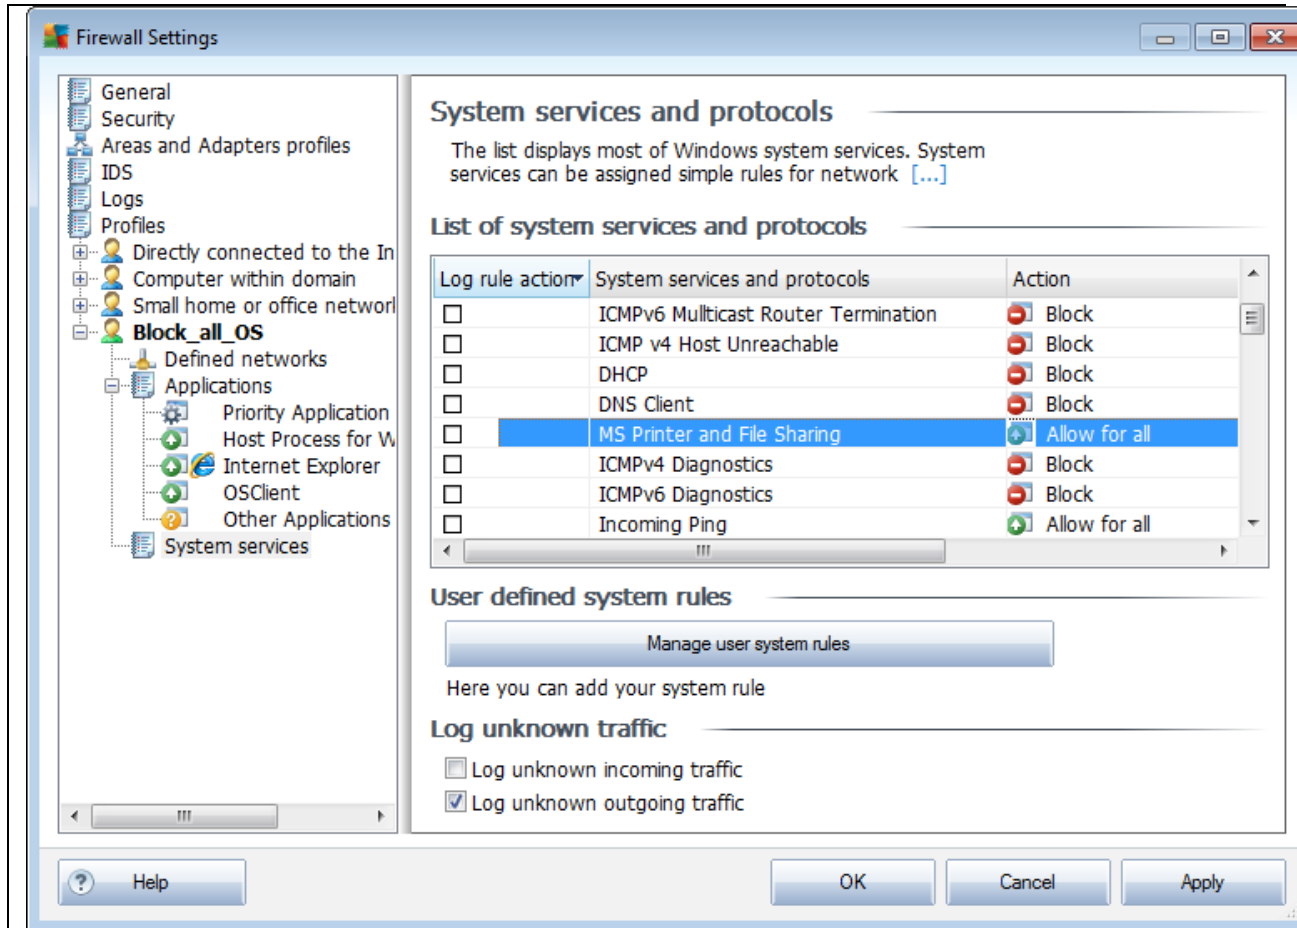 Firewall Settings
General
Security
Areas and Adapters profiles
IDS
Logs
Profiles
Directly connected to the In
Computer within domain
Small home or office network
Block_all_OS
Defined networks
Applications
Priority Application
Host Process for W
Internet Explorer
OSClient
Other Applications
System services
System services and protocols
The list displays most of Windows system services. System
services can be assigned simple rules for network [...]
List of system services and protocols
Log rule action System services and protocols Action
ICMPv6 Mullticast Router Termination Block
ICMP v4 Host Unreachable Block
DHCP Block
DNS Client Block
MS Printer and File Sharing Allow for all
ICMPv4 Diagnostics Block
ICMPv6 Diagnostics Block
Incoming Ping Allow for all
User defined system rules
Manage user system rules
Here you can add your system rule
Log unknown traffic
Log unknown incoming traffic
Log unknown outgoing traffic
? Help
OK
Cancel
Apply